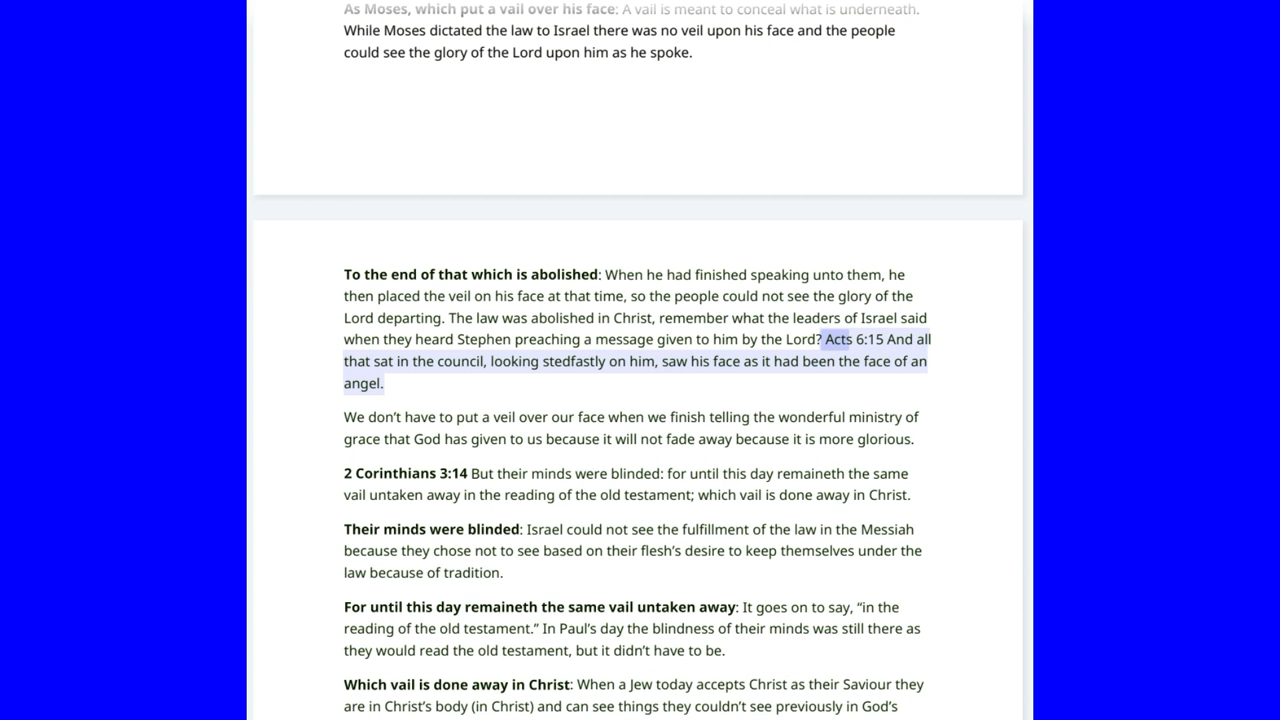 As Moses, which put a vail over his face: A vail is meant to conceal what is underneath.
While Moses dictated the law to Israel there was no veil upon his face and the people
could see the glory of the Lord upon him as he spoke.
To the end of that which is abolished: When he had finished speaking unto them, he
then placed the veil on his face at that time, so the people could not see the glory of the
Lord departing. The law was abolished in Christ, remember what the leaders of Israel said
when they heard Stephen preaching a message given to him by the Lord? Acts 6:15 And all
that sat in the council, looking stedfastly on him, saw his face as it had been the face of an
angel.
We don’t have to put a veil over our face when we finish telling the wonderful ministry of
grace that God has given to us because it will not fade away because it is more glorious.
2 Corinthians 3:14 But their minds were blinded: for until this day remaineth the same
vail untaken away in the reading of the old testament; which vail is done away in Christ.
Their minds were blinded: Israel could not see the fulfillment of the law in the Messiah
because they chose not to see based on their flesh’s desire to keep themselves under the
law because of tradition.
For until this day remaineth the same vail untaken away: It goes on to say, “in the
reading of the old testament.” In Paul’s day the blindness of their minds was still there as
they would read the old testament, but it didn’t have to be.
Which vail is done away in Christ: When a Jew today accepts Christ as their Saviour they
are in Christ’s body (in Christ) and can see things they couldn’t see previously in God’s